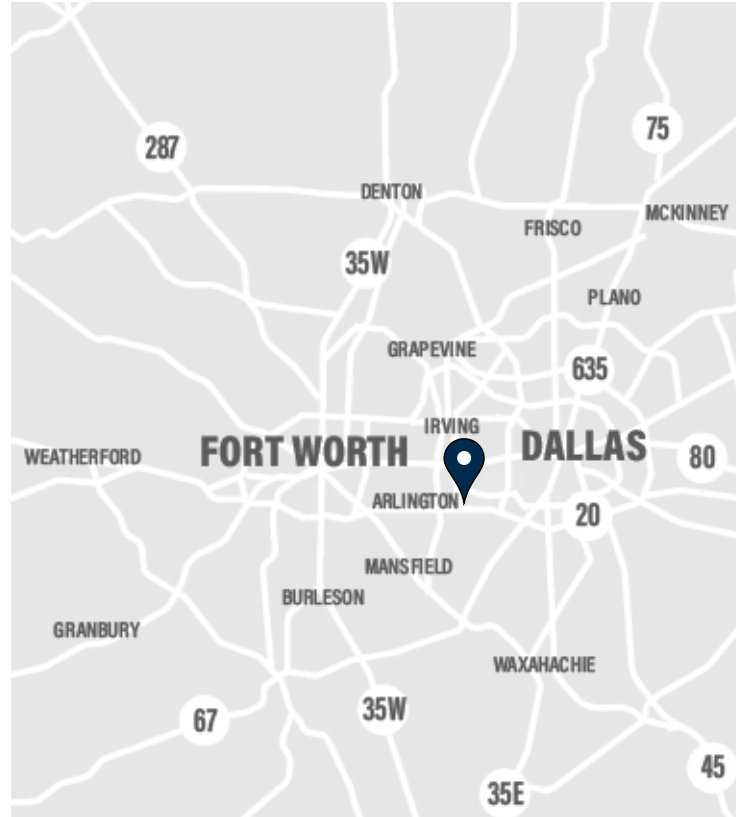 75
287
DENTON
MCKINNEY
FRISCO
35W
PLANO
GRAPEVINE
635
IRVING
FORT WORTH
DALLAS
WEATHERFORD
80
ARLINGTON
20
MANSFIELD
BURLESON
GRANBURY
WAXAHACHIE
67
35W
45
35E